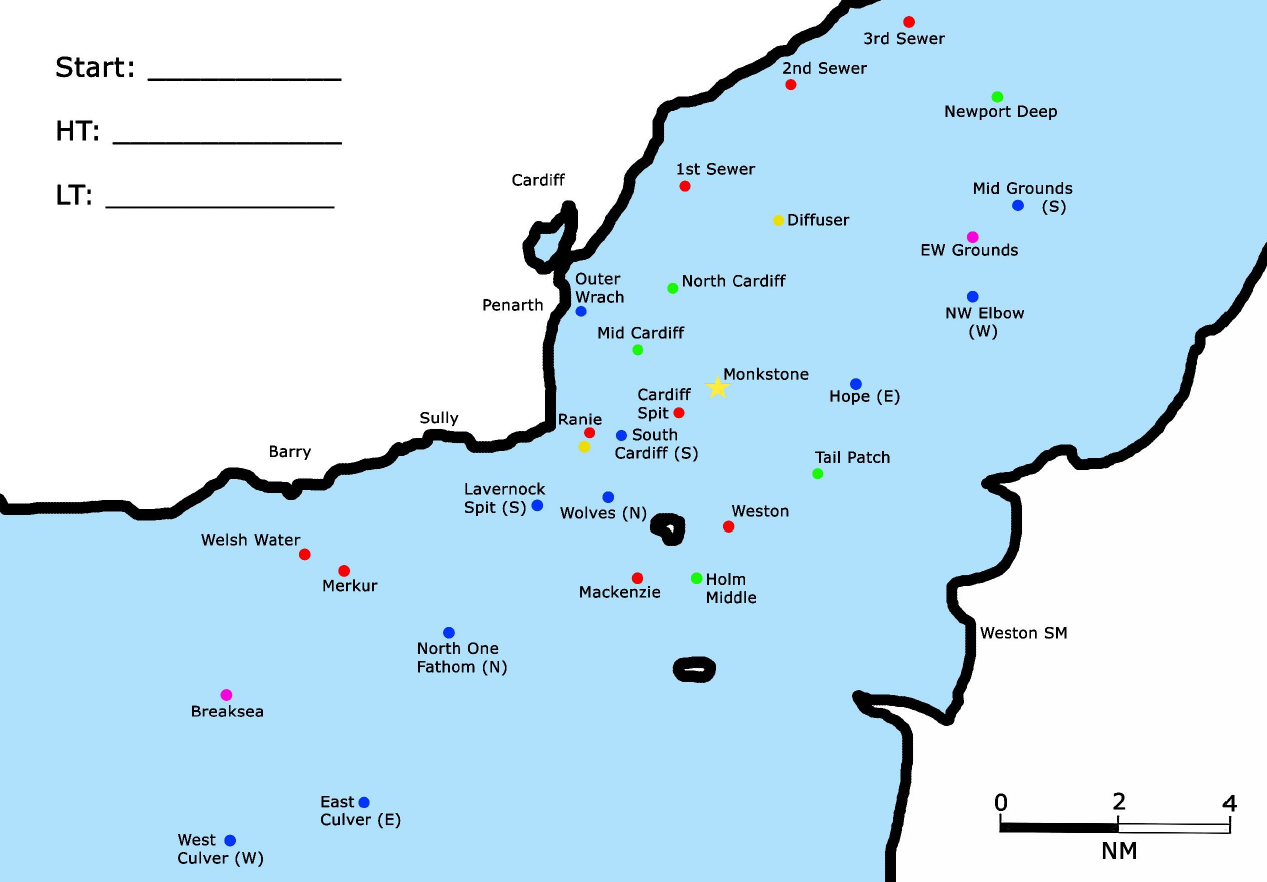 Start: ____________
HT: ______________
LT: ______________
3rd Sewer
2nd Sewer
Newport Deep
1st Sewer
Cardiff
Mid Grounds
(S)
Diffuser
EW Grounds
Outer
Wrach
North Cardiff
Penarth
NW Elbow
(W)
Mid Cardiff
Monkstone
Cardiff
Spit
Hope (E)
Sully
Ranie
South
Cardiff (S)
Barry
Tail Patch
Lavernock
Spit (S)
Wolves (N)
Weston
Welsh Water
Merkur
Mackenzie
Holm
Middle
Weston SM
North One
Fathom (N)
Breaksea
East
Culver (E)
West
Culver (W)
0 2 4
NM